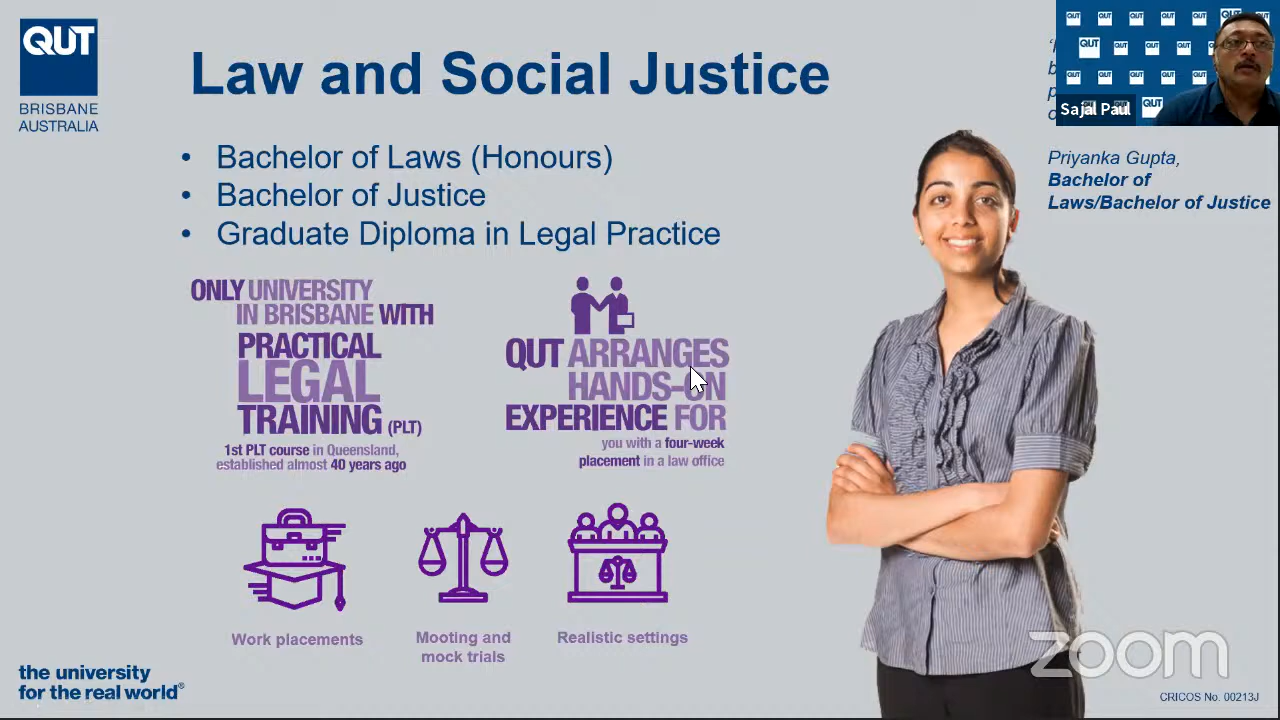 QUT
BRISBANE
AUSTRALIA
Law and Social Justice
• Bachelor of Laws (Honours)
• Bachelor of Justice
• Graduate Diploma in Legal Practice
ONLY UNIVERSITY
IN BRISBANE WITH
PRACTICAL
LEGAL
TRAINING (PLT)
1st PLT course in Queensland,
established almost 40 years ago
QUT ARRANGES
HANDS-ON
EXPERIENCE FOR
you with a four-week
placement in a law office
Work placements
Mooting and
mock trials
Realistic settings
Sajal Paul
QUT
Priyanka Gupta,
Bachelor of
Laws/Bachelor of Justice
the university
for the real world®
zoom
CRICOS No. 00213J